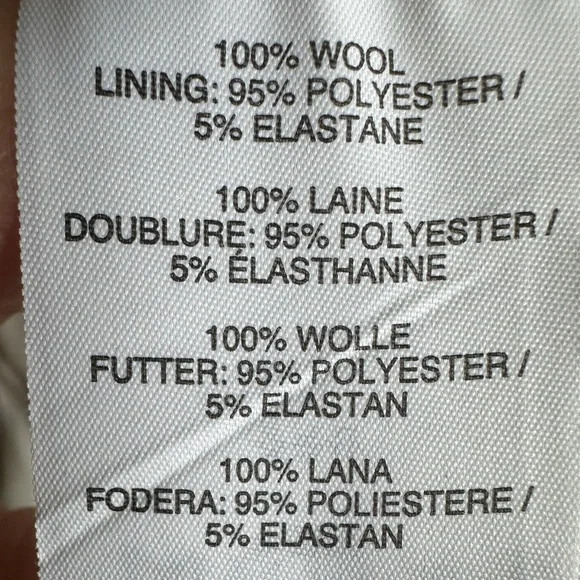 100% WOOL
LINING: 95% POLYESTER /
5% ELASTANE
100% LAINE
DOUBLURE: 95% POLYESTER /
5% ÉLASTHANNE
100% WOLLE
FUTTER: 95% POLYESTER /
5% ELASTAN
100% LANA
FODERA: 95% POLIESTERE /
5% ELASTAN